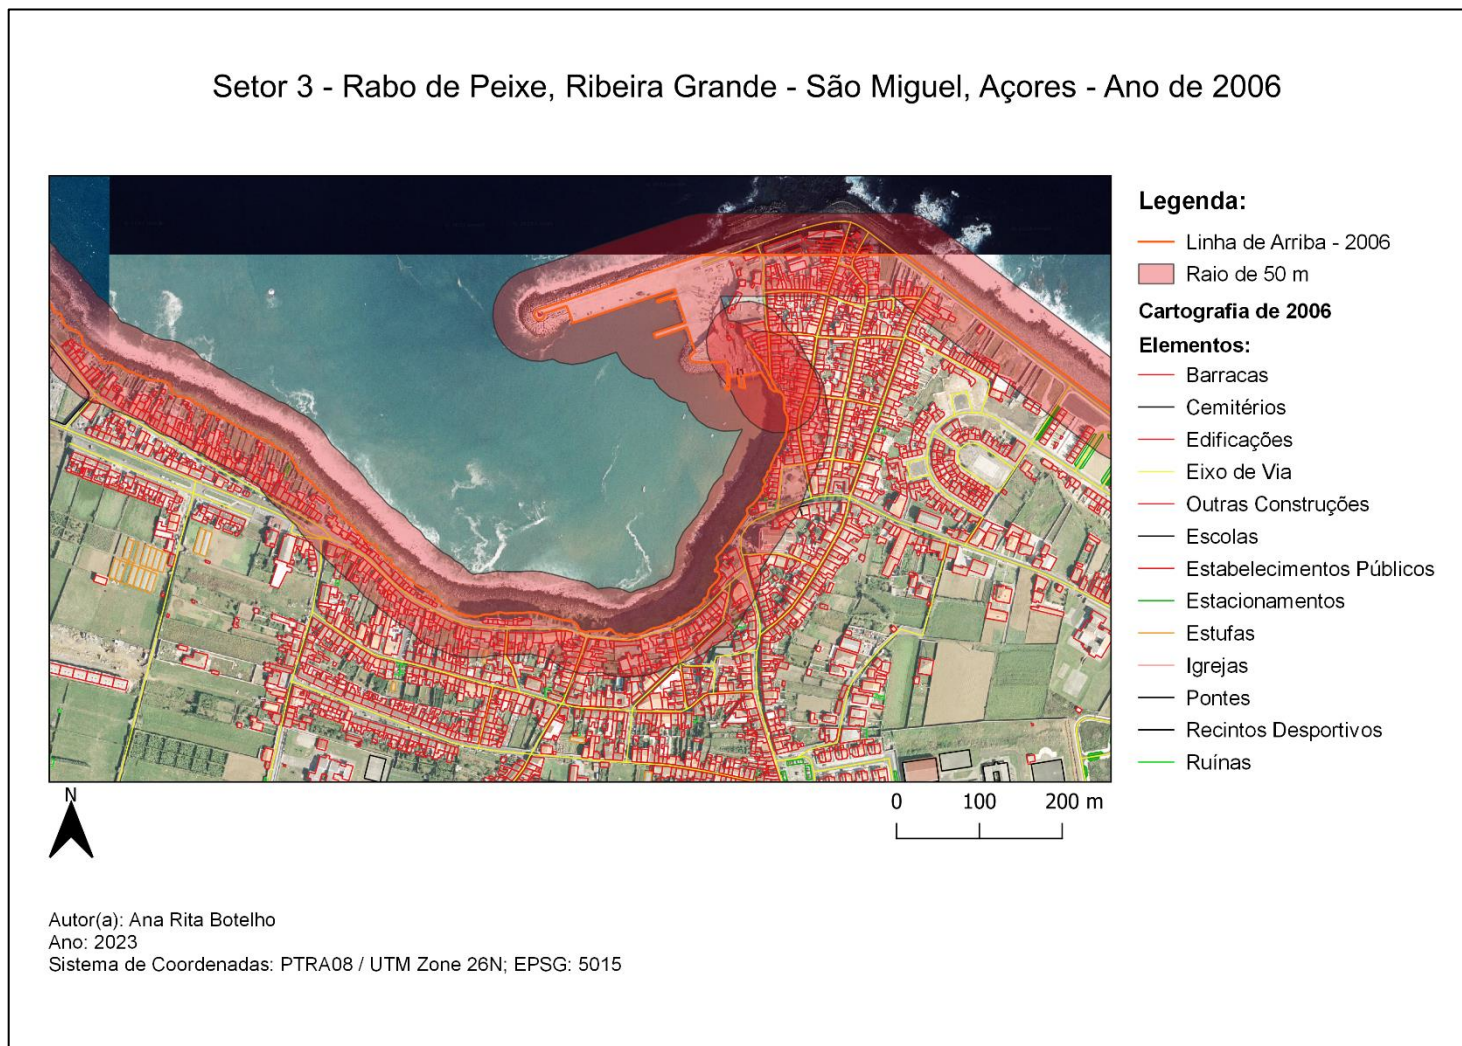 Setor 3 - Rabo de Peixe, Ribeira Grande - São Miguel, Açores - Ano de 2006
Legenda:
Linha de Arriba - 2006
Raio de 50 m
Cartografia de 2006
Elementos:
Barracas
Cemitérios
Edificações
Eixo de Via
Outras Construções
Escolas
Estabelecimentos Públicos
Estacionamentos
Estufas
Igrejas
Pontes
Recintos Desportivos
Ruínas
N
0 100 200 m
Autor(a): Ana Rita Botelho
Ano: 2023
Sistema de Coordenadas: PTRA08 / UTM Zone 26N; EPSG: 5015